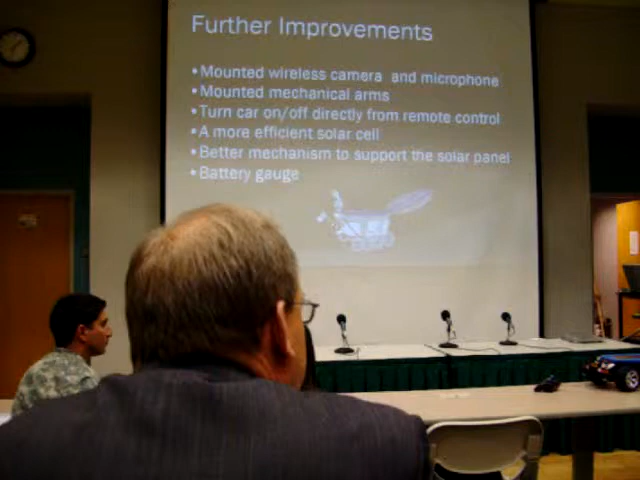 Further Improvements
•Mounted wireless camera and microphone
•Mounted mechanical arms
•Turn car on/off directly from remote control
•A more efficient solar cell
•Better mechanism to support the solar panel
•Battery gauge